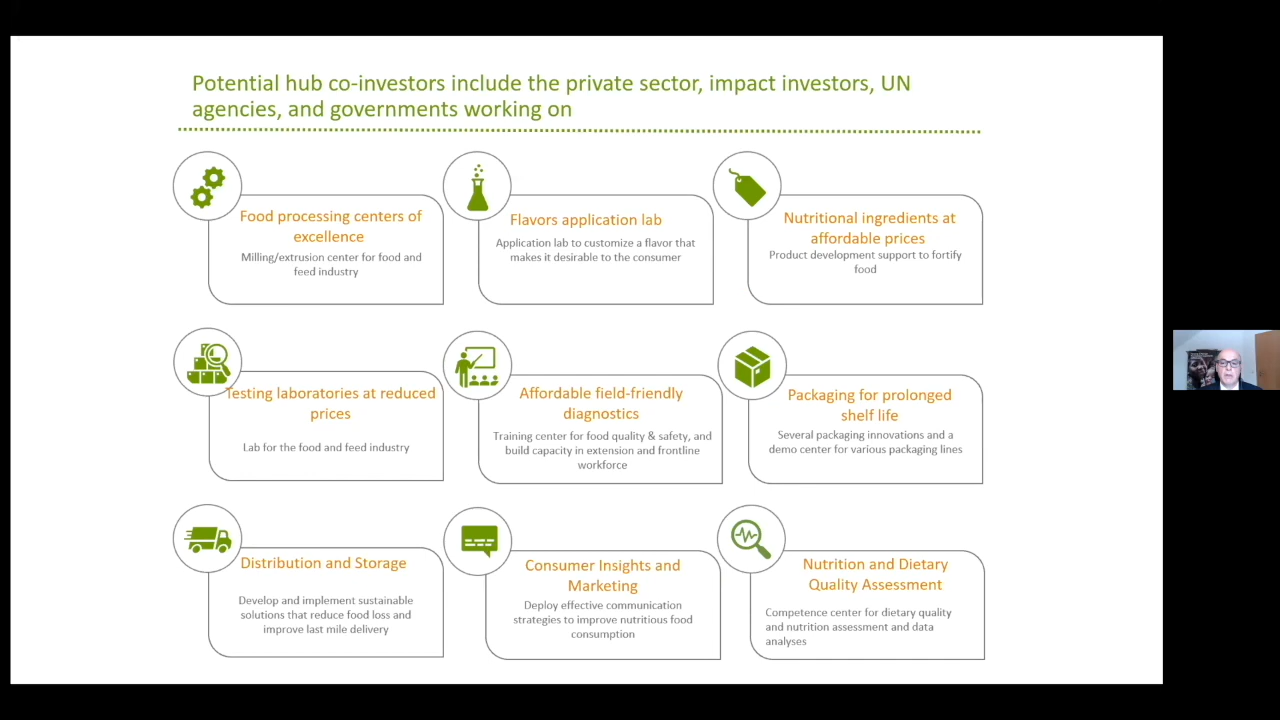 Potential hub co-investors include the private sector, impact investors, UN
agencies, and governments working on
Food processing centers of
excellence
Milling/extrusion center for food and
feed industry
Flavors application lab
Application lab to customize a flavor that
makes it desirable to the consumer
Nutritional ingredients at
affordable prices
Product development support to fortify
food
Testing laboratories at reduced
prices
Lab for the food and feed industry
Affordable field-friendly
diagnostics
Training center for food quality & safety, and
build capacity in extension and frontline
workforce
Packaging for prolonged
shelf life
Several packaging innovations and a
demo center for various packaging lines
Distribution and Storage
Develop and implement sustainable
solutions that reduce food loss and
improve last mile delivery
Consumer Insights and
Marketing
Deploy effective communication
strategies to improve nutritious food
consumption
Nutrition and Dietary
Quality Assessment
Competence center for dietary quality
and nutrition assessment and data
analyses